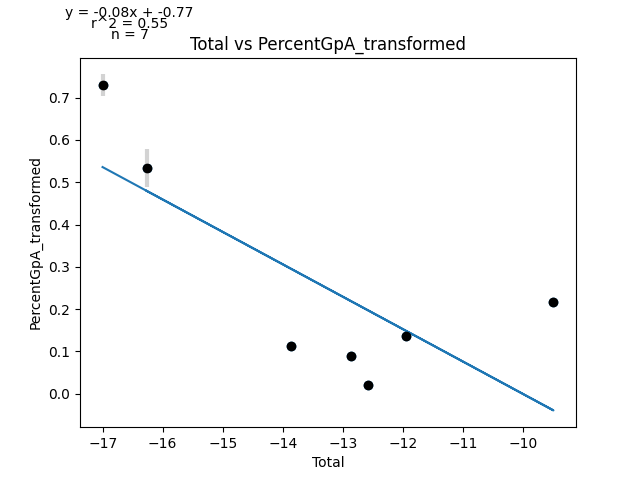 y = -0.08x + -0.77
r^2 = 0.55
n = 7
Total vs PercentGpA_transformed
PercentGpA_transformed
0.7
0.6
0.5
0.4
0.3
0.2
0.1
0.0
−17 −16 −15 −14 −13 −12 −11 −10
Total